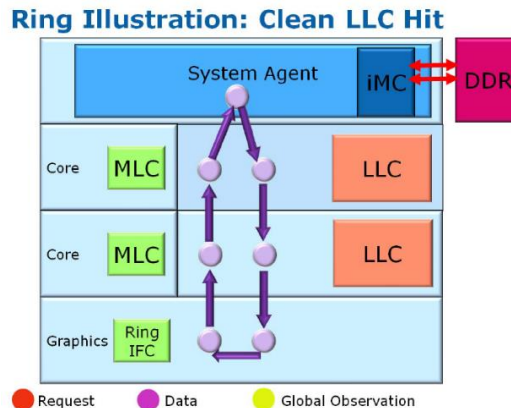 Ring Illustration: Clean LLC Hit
System Agent
iMC
DDR
Core
MLC
LLC
Core
MLC
LLC
Graphics
Ring
IFC
Request
Data
Global Observation